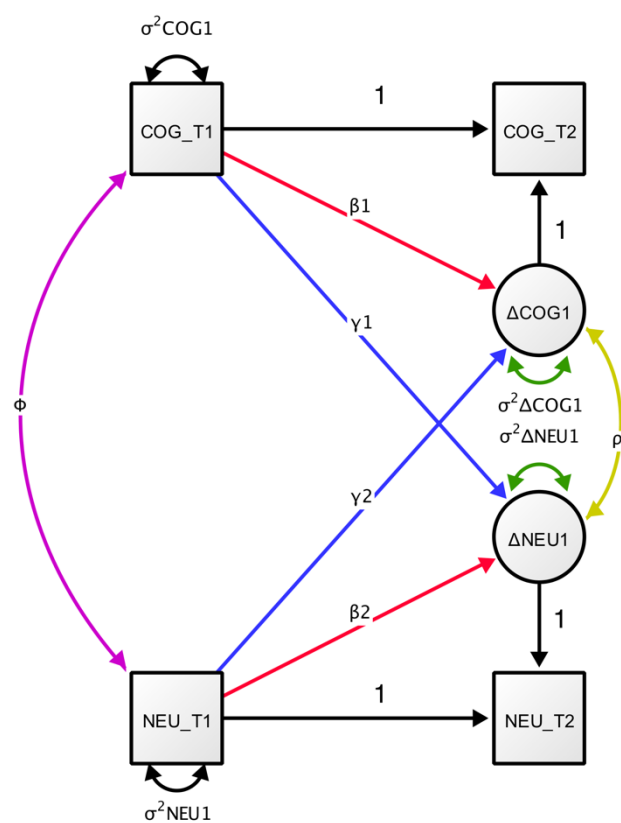 σ²COG1
COG_T1
1
COG_T2
β1
1
ΔCOG1
γ1
ϕ
σ²ΔCOG1
σ²ΔNEU1
ρ
γ2
ΔNEU1
β2
1
1
NEU_T1
NEU_T2
σ²NEU1